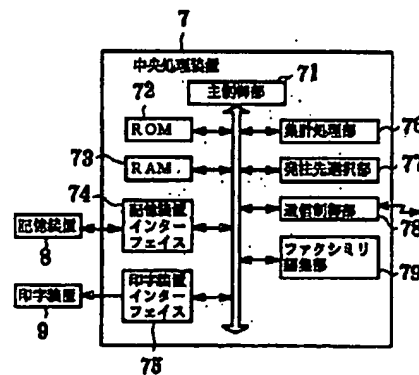 7
中央処理装置
71
主制御部
72
ROM
73
RAM
74
記憶装置
インター
フェイス
記憶装置
8
印字装置
インター
フェイス
75
印字装置
9
集計処理部
76
発注先選択部
77
通信制御部
78
ファクシミリ
編集部
79